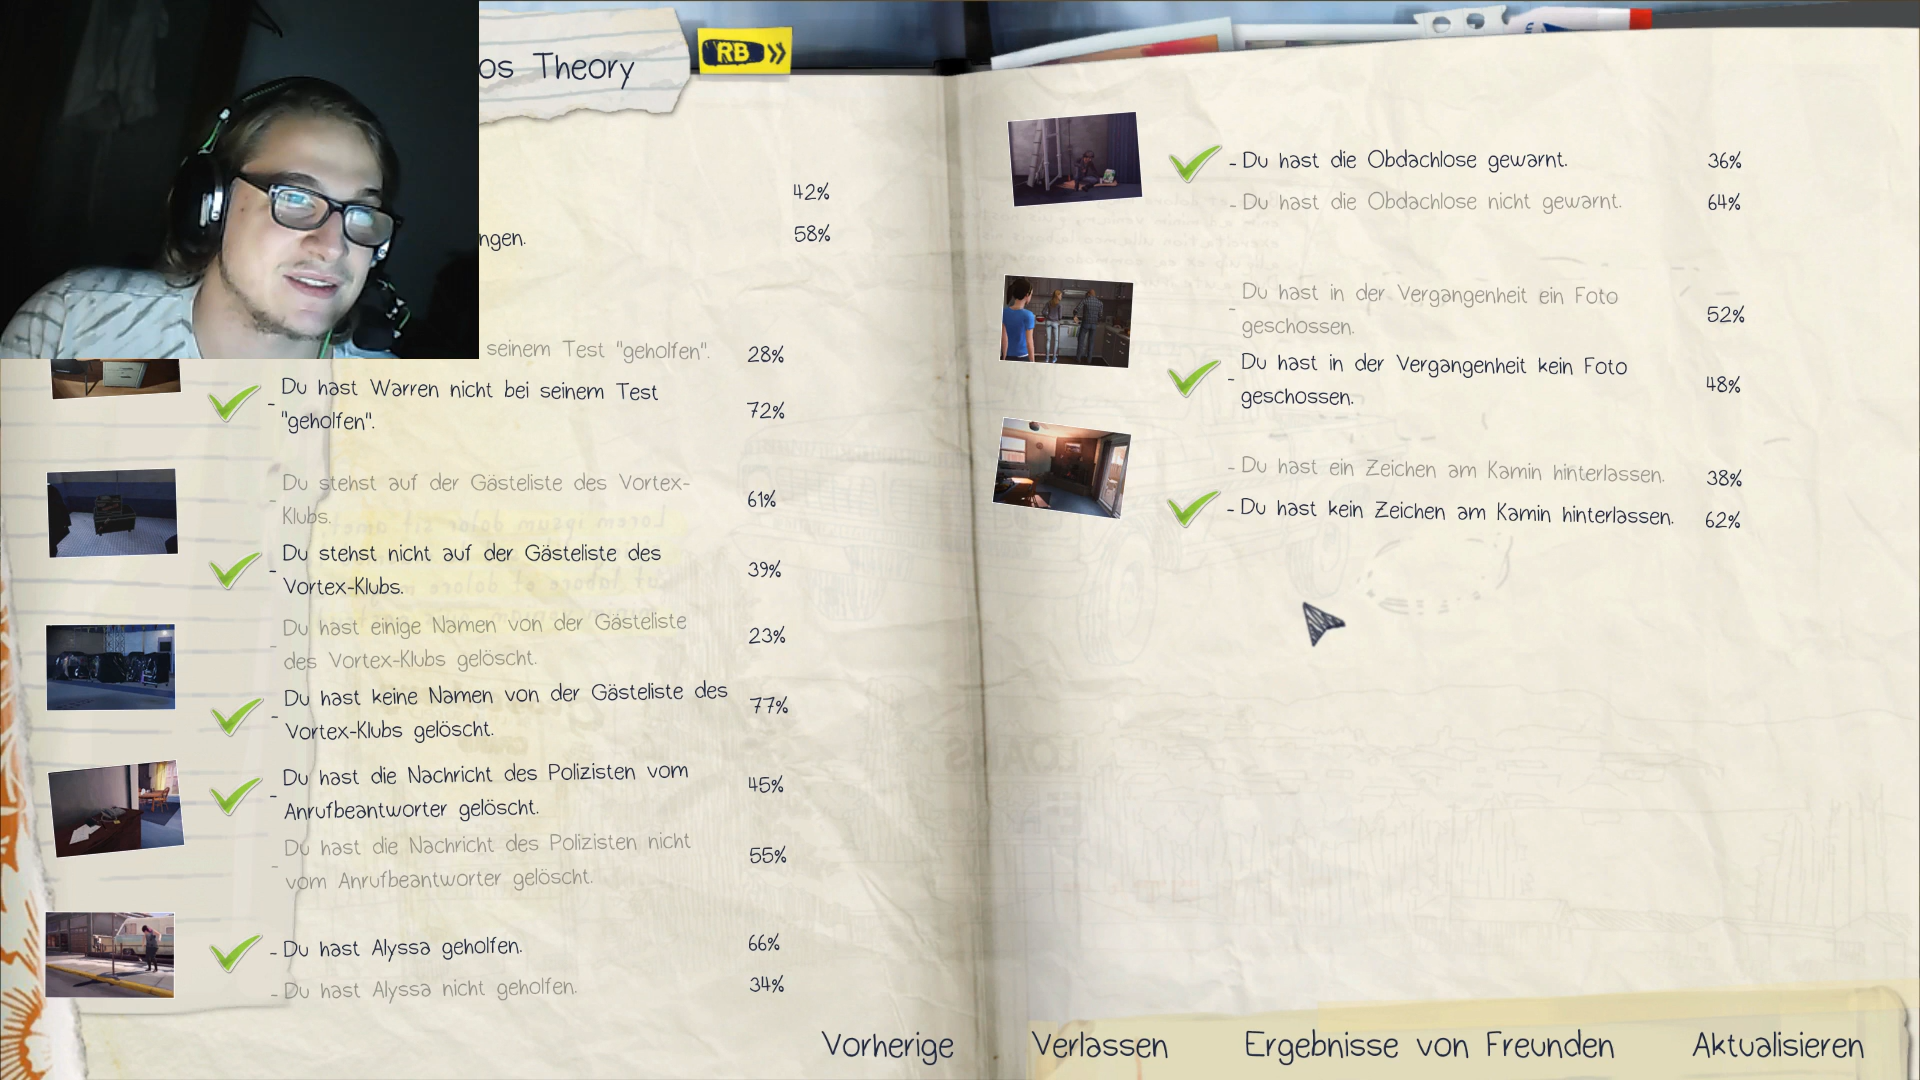 os Theory
RB
42%
ngen. 58%
seinem Test "geholfen". 28%
- Du hast Warren nicht bei seinem Test
"geholfen". 72%
- Du stehst auf der Gästeliste des Vortex-
Klubs. 61%
- Du stehst nicht auf der Gästeliste des
Vortex-Klubs. 39%
- Du hast einige Namen von der Gästeliste
des Vortex-Klubs gelöscht. 23%
- Du hast keine Namen von der Gästeliste des
Vortex-Klubs gelöscht. 77%
- Du hast die Nachricht des Polizisten vom
Anrufbeantworter gelöscht. 45%
- Du hast die Nachricht des Polizisten nicht
vom Anrufbeantworter gelöscht. 55%
- Du hast Alyssa geholfen. 66%
- Du hast Alyssa nicht geholfen. 34%
- Du hast die Obdachlose gewarnt. 36%
- Du hast die Obdachlose nicht gewarnt. 64%
- Du hast in der Vergangenheit ein Foto
geschossen. 52%
- Du hast in der Vergangenheit kein Foto
geschossen. 48%
- Du hast ein Zeichen am Kamin hinterlassen. 38%
- Du hast kein Zeichen am Kamin hinterlassen. 62%
Vorherige
Verlassen
Ergebnisse von Freunden
Aktualisieren